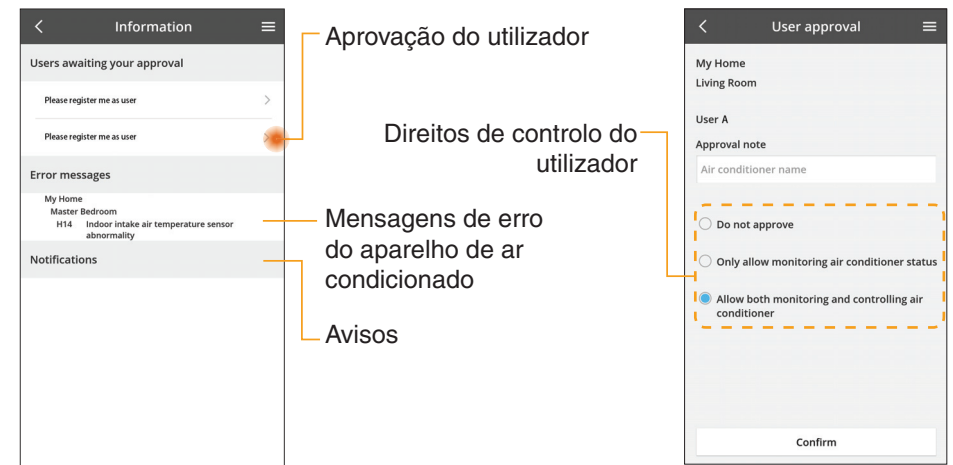 Information
Users awaiting your approval
Please register me as user
Please register me as user
Error messages
My Home
Master Bedroom
H14 Indoor intake air temperature sensor
abnormality
Notifications
Aprovação do utilizador
Direitos de controlo do
utilizador
Mensagens de erro
do aparelho de ar
condicionado
Avisos
User approval
My Home
Living Room
User A
Approval note
Air conditioner name
Do not approve
Only allow monitoring air conditioner status
Allow both monitoring and controlling air
conditioner
Confirm